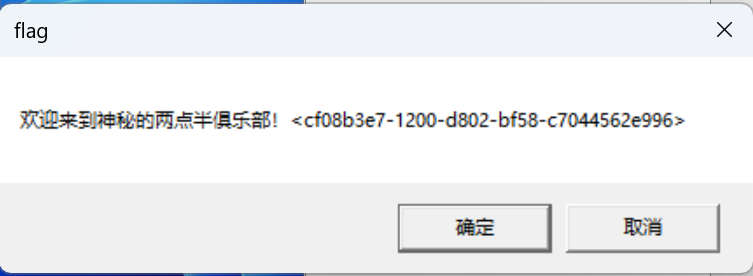 flag
欢迎来到神秘的两点半俱乐部！<cf08b3e7-1200-d802-bf58-c7044562e996>
确定
取消